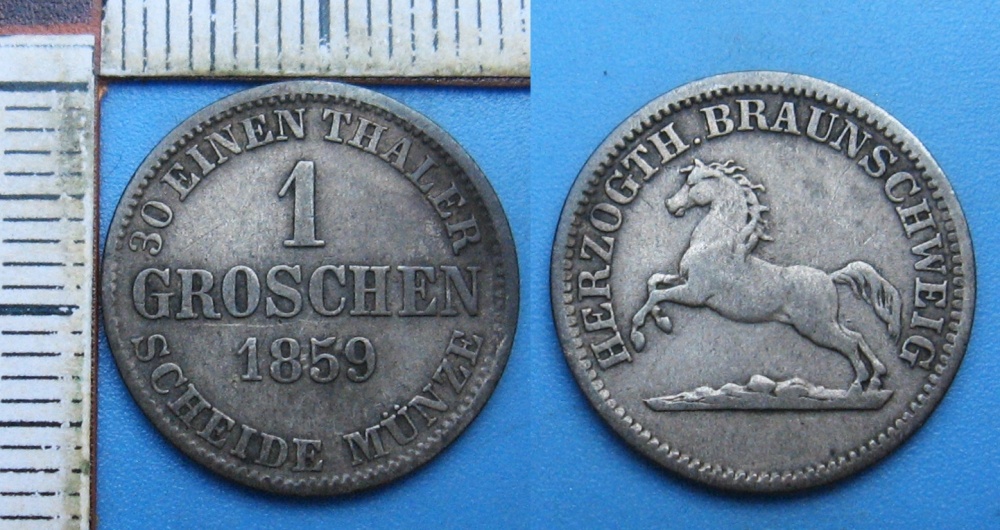 30 EINEN THALER
1
GROSCHEN
1859
SCHEIDE MÜNZE
HERZOGTH. BRAUNSCHWEIG